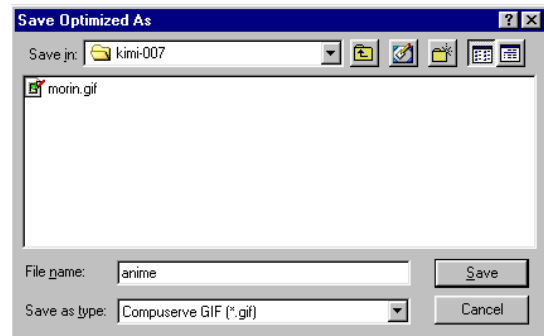 Save Optimized As
Save in: kimi-007
morin.gif
File name: anime Save
Save as type: Compuserve GIF (*.gif) Cancel